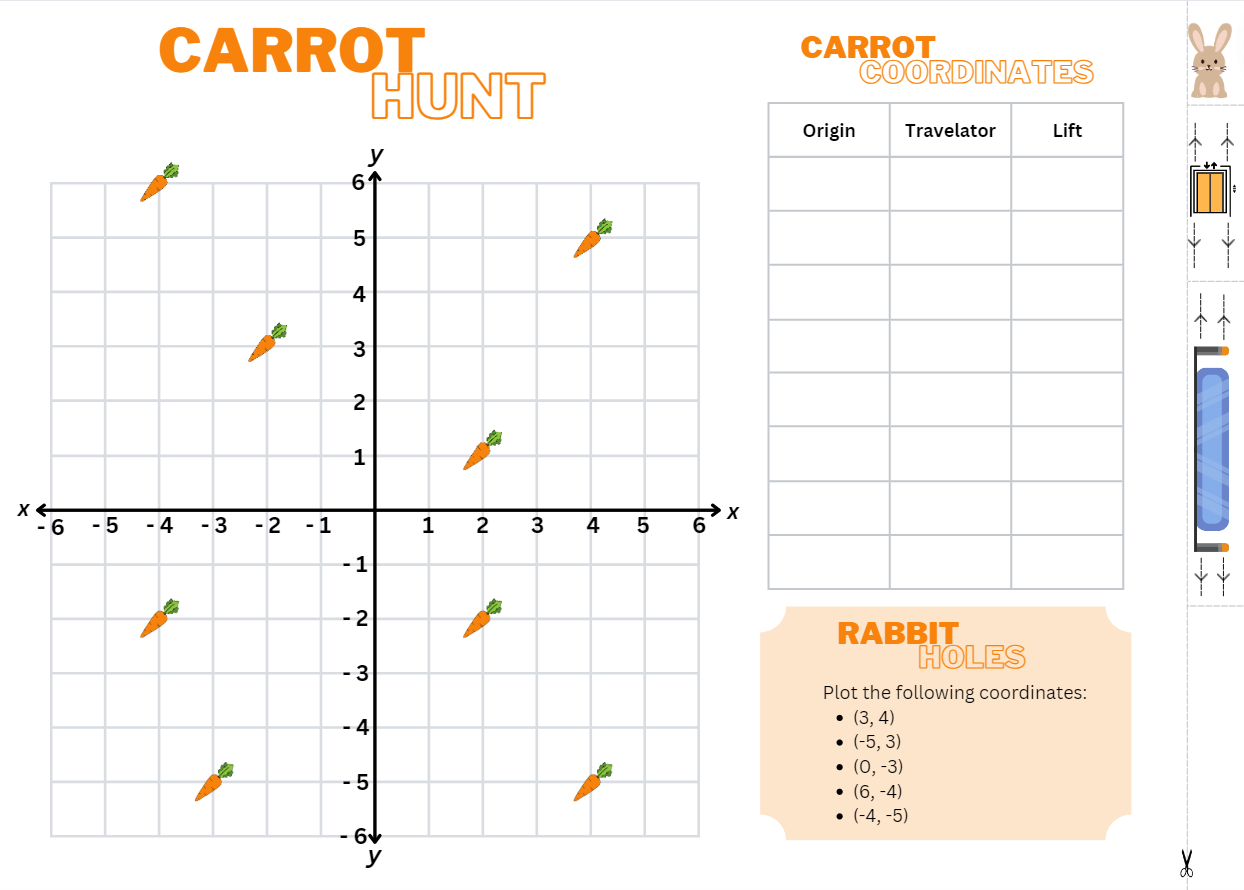 CARROT
HUNT
y
6
5
4
3
2
1
x -6 -5 -4 -3 -2 -1 1 2 3 4 5 6 x
-1
-2
-3
-4
-5
-6
y
CARROT
COORDINATES
Origin Travelator Lift
RABBIT
HOLES
Plot the following coordinates:
• (3, 4)
• (-5, 3)
• (0, -3)
• (6, -4)
• (-4, -5)